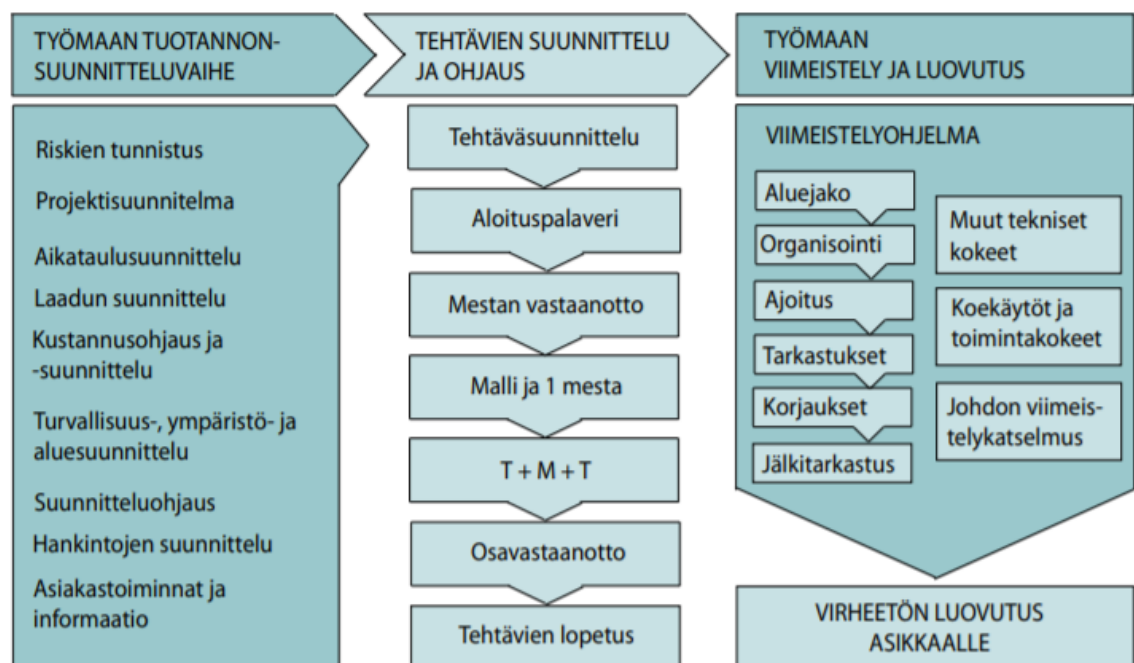 TYÖMAAN TUOTANNON-
SUUNNITTELUVAIHE
Riskien tunnistus
Projektisuunnitelma
Aikataulusuunnittelu
Laadun suunnittelu
Kustannusohjaus ja
-suunnittelu
Turvallisuus-, ympäristö- ja
aluesuunnittelu
Suunnitteluohjaus
Hankintojen suunnittelu
Asiakastoiminnat ja
informaatio
TEHTÄVIEN SUUNNITTELU
JA OHJAUS
Tehtäväsuunnittelu
Aloituspalaveri
Mestan vastaanotto
Malli ja 1 mesta
T + M + T
Osavastaanotto
Tehtävien lopetus
TYÖMAAN
VIIMEISTELY JA LUOVUTUS
VIIMEISTELYOHJELMA
Aluejako
Organisointi
Ajoitus
Tarkastukset
Korjaukset
Jälkitarkastus
Muut tekniset
kokeet
Koekäytöt ja
toimintakokeet
Johdon viimeis-
telykatselmus
VIRHEETÖN LUOVUTUS
ASIKKAALLE